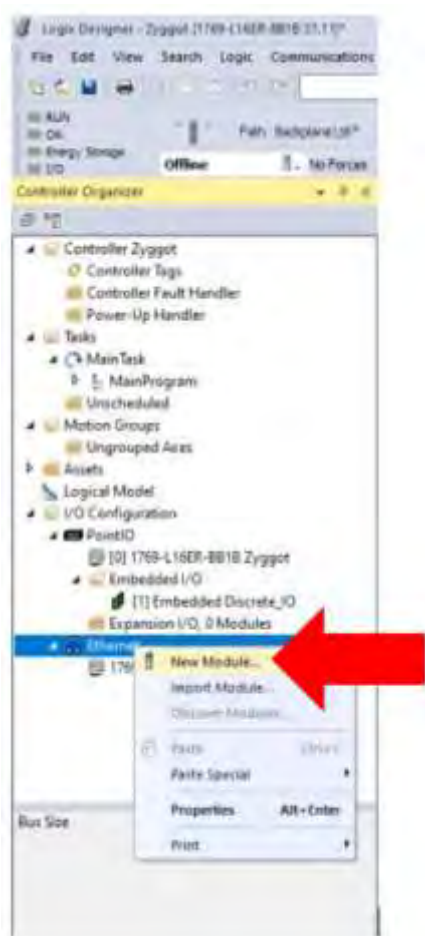 Logix Designer - Zyggot [1769-L16ER-BB1B 31.11]*
File Edit View Search Logic Communications
RUN
OK
Energy Storage
I/O
Path:
Offline
No Forces
Controller Organizer
Controller Zyggot
Controller Tags
Controller Fault Handler
Power-Up Handler
Tasks
MainTask
MainProgram
Unscheduled
Motion Groups
Ungrouped Axes
Assets
Logical Model
I/O Configuration
PointIO
[0] 1769-L16ER-BB1B Zyggot
Embedded I/O
[1] Embedded Discrete_IO
Expansion I/O, 0 Modules
Ethernet
176
New Module...
Import Module...
Discover Modules...
Paste Ctrl+V
Paste Special
Properties Alt+Enter
Print
Bus Size